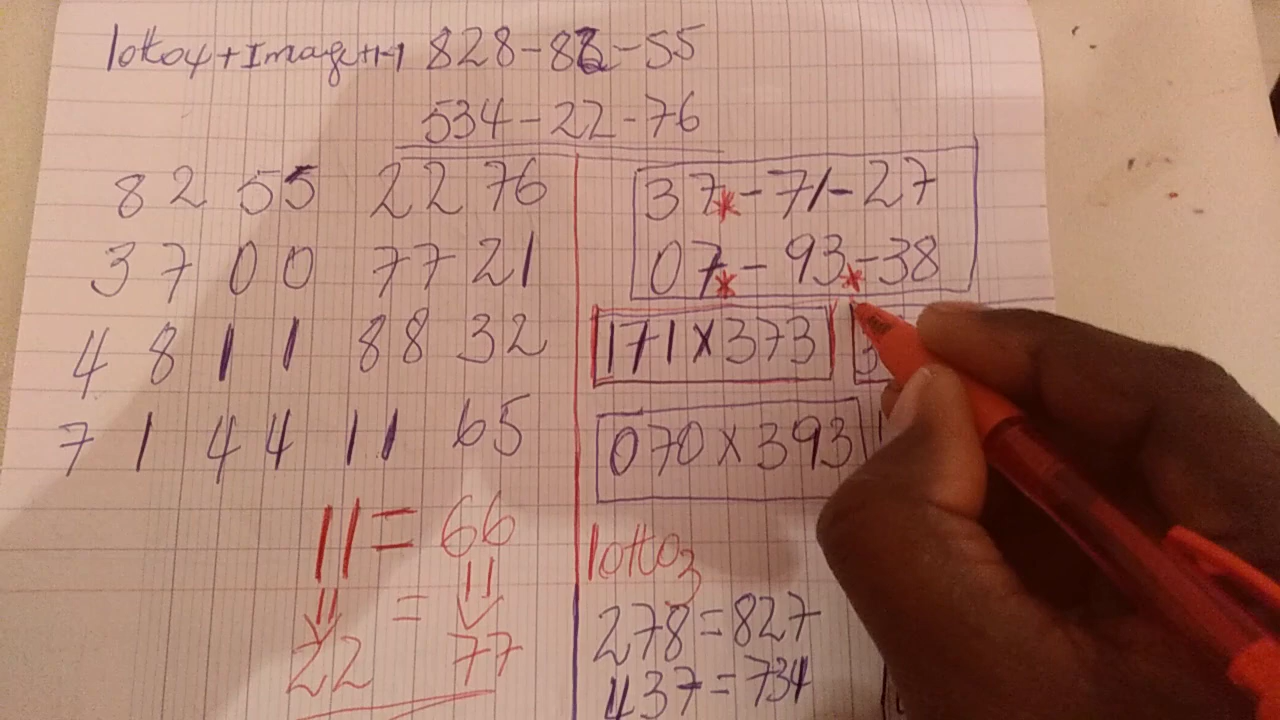 lotto4+Image+1-1 828-82-55
534-22-76
82 55 22 76
37 00 77 21
48 11 88 32
71 44 11 65
11 = 66
22 = 77
37*-71-27
07*-93*-38
171x373
070x393
lotto3
278=827
437=734